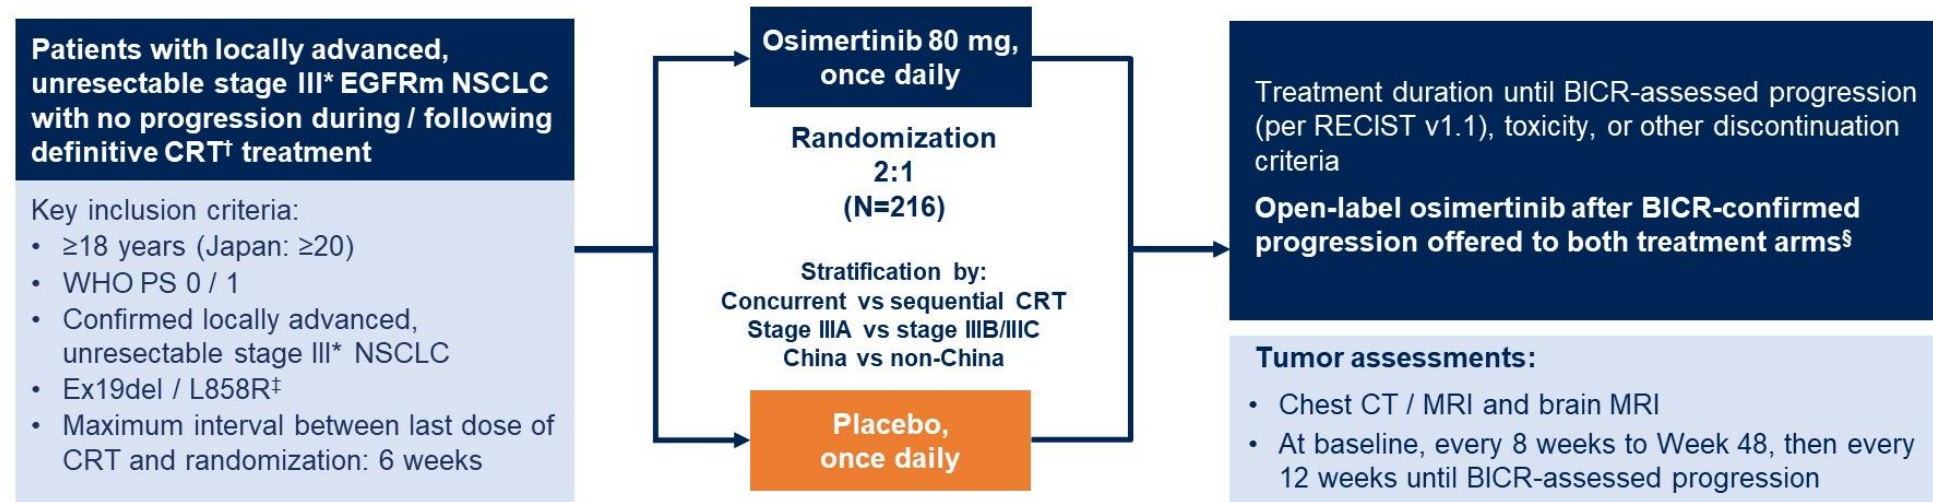 Patients with locally advanced,
unresectable stage III* EGFRm NSCLC
with no progression during / following
definitive CRT† treatment
Key inclusion criteria:
• ≥18 years (Japan: ≥20)
• WHO PS 0 / 1
• Confirmed locally advanced,
unresectable stage III* NSCLC
• Ex19del / L858R‡
• Maximum interval between last dose of
CRT and randomization: 6 weeks
Osimertinib 80 mg,
once daily
Randomization
2:1
(N=216)
Stratification by:
Concurrent vs sequential CRT
Stage IIIA vs stage IIIB/IIIC
China vs non-China
Placebo,
once daily
Treatment duration until BICR-assessed progression
(per RECIST v1.1), toxicity, or other discontinuation
criteria
Open-label osimertinib after BICR-confirmed
progression offered to both treatment arms§
Tumor assessments:
• Chest CT / MRI and brain MRI
• At baseline, every 8 weeks to Week 48, then every
12 weeks until BICR-assessed progression